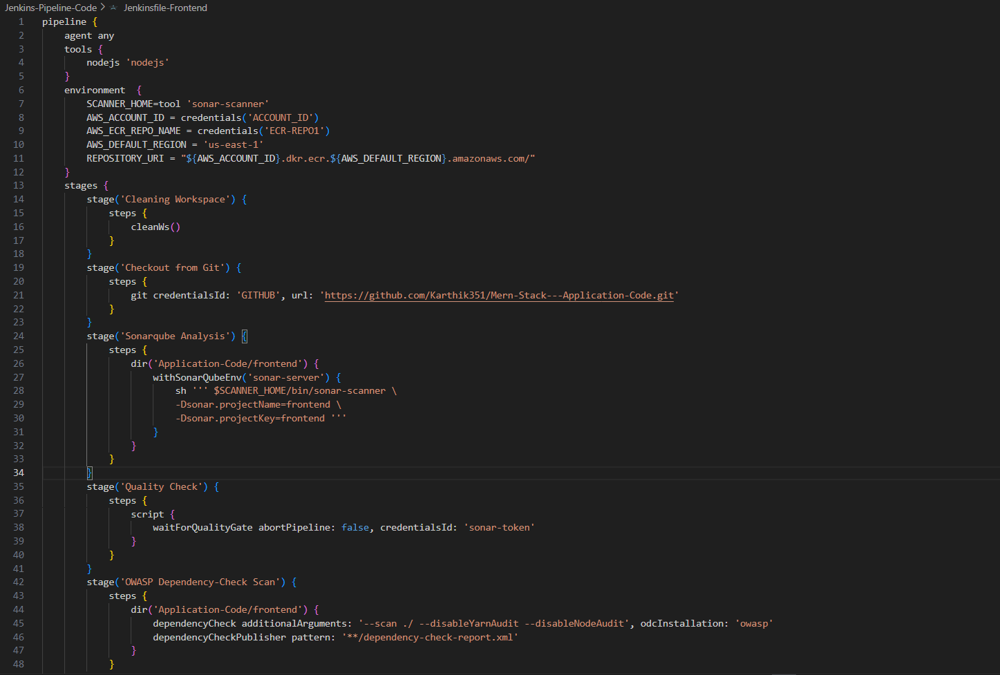 Jenkins-Pipeline-Code > Jenkinsfile-Frontend
1 pipeline {
2     agent any
3     tools {
4         nodejs 'nodejs'
5     }
6     environment  {
7         SCANNER_HOME=tool 'sonar-scanner'
8         AWS_ACCOUNT_ID = credentials('ACCOUNT_ID')
9         AWS_ECR_REPO_NAME = credentials('ECR-REPO1')
10         AWS_DEFAULT_REGION = 'us-east-1'
11         REPOSITORY_URI = "${AWS_ACCOUNT_ID}.dkr.ecr.${AWS_DEFAULT_REGION}.amazonaws.com/"
12     }
13     stages {
14         stage('Cleaning Workspace') {
15             steps {
16                 cleanWs()
17             }
18         }
19         stage('Checkout from Git') {
20             steps {
21                 git credentialsId: 'GITHUB', url: 'https://github.com/Karthik351/Mern-Stack---Application-Code.git'
22             }
23         }
24         stage('Sonarqube Analysis') {
25             steps {
26                 dir('Application-Code/frontend') {
27                     withSonarQubeEnv('sonar-server') {
28                         sh ''' $SCANNER_HOME/bin/sonar-scanner \
29                         -Dsonar.projectName=frontend \
30                         -Dsonar.projectKey=frontend '''
31                     }
32                 }
33             }
34         }
35         stage('Quality Check') {
36             steps {
37                 script {
38                     waitForQualityGate abortPipeline: false, credentialsId: 'sonar-token'
39                 }
40             }
41         }
42         stage('OWASP Dependency-Check Scan') {
43             steps {
44                 dir('Application-Code/frontend') {
45                     dependencyCheck additionalArguments: '--scan ./ --disableYarnAudit --disableNodeAudit', odcInstallation: 'owasp'
46                     dependencyCheckPublisher pattern: '**/dependency-check-report.xml'
47                 }
48             }